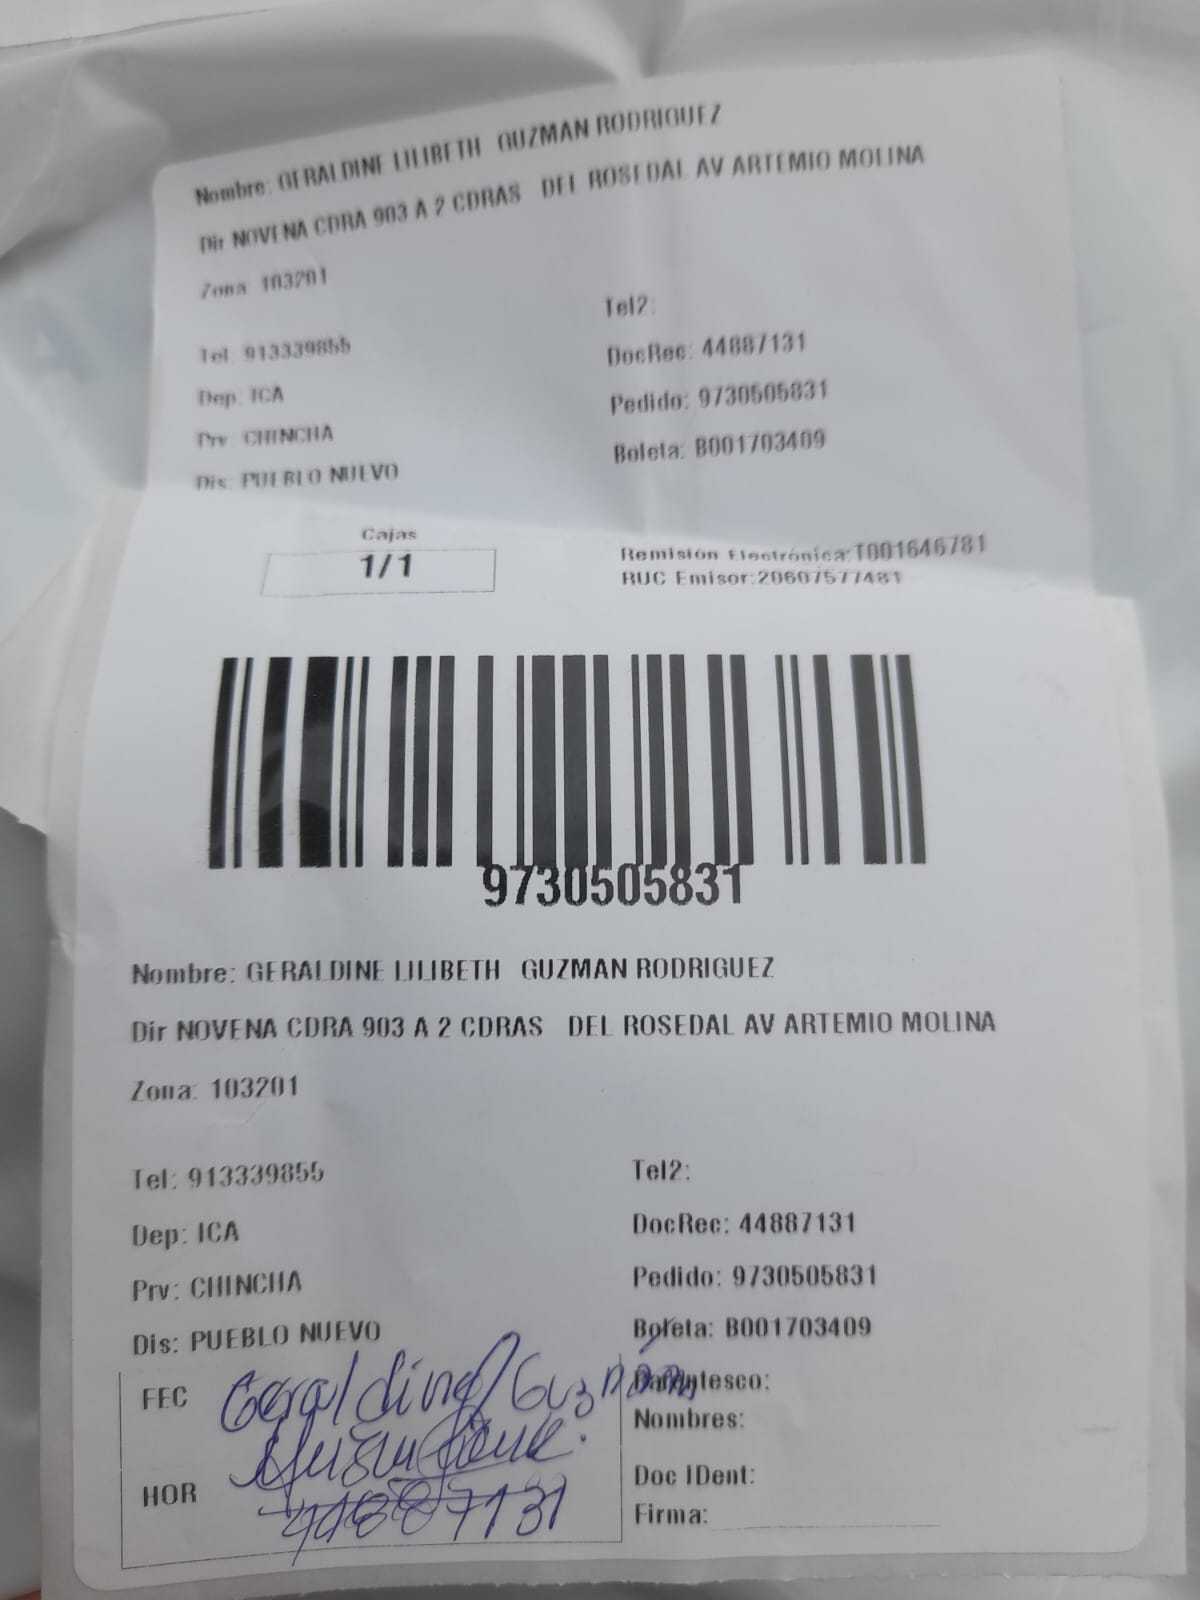 Nombre: GERALDINE LILIBETH GUZMAN RODRIGUEZ
Dir NOVENA CDRA 903 A 2 CDRAS DEL ROSEDAL AV ARTEMIO MOLINA
Zona: 103201
Tel2:
Tel: 913339855
DocRec: 44887131
Dep: ICA
Pedido: 9730505831
Prv: CHINCHA
Boleta: B001703409
Dis: PUEBLO NUEVO
Cajas
1/1
Remisión Electrónica:T001646781
RUC Emisor:20607577481
9730505831
Nombre: GERALDINE LILIBETH GUZMAN RODRIGUEZ
Dir NOVENA CDRA 903 A 2 CDRAS DEL ROSEDAL AV ARTEMIO MOLINA
Zona: 103201
Tel: 913339855
Tel2:
Dep: ICA
DocRec: 44887131
Prv: CHINCHA
Pedido: 9730505831
Dis: PUEBLO NUEVO
Boleta: B001703409
FEC
Geraldine Guzmán
Parentesco:
Nombres:
HOR
44887131
Doc IDent:
Firma: